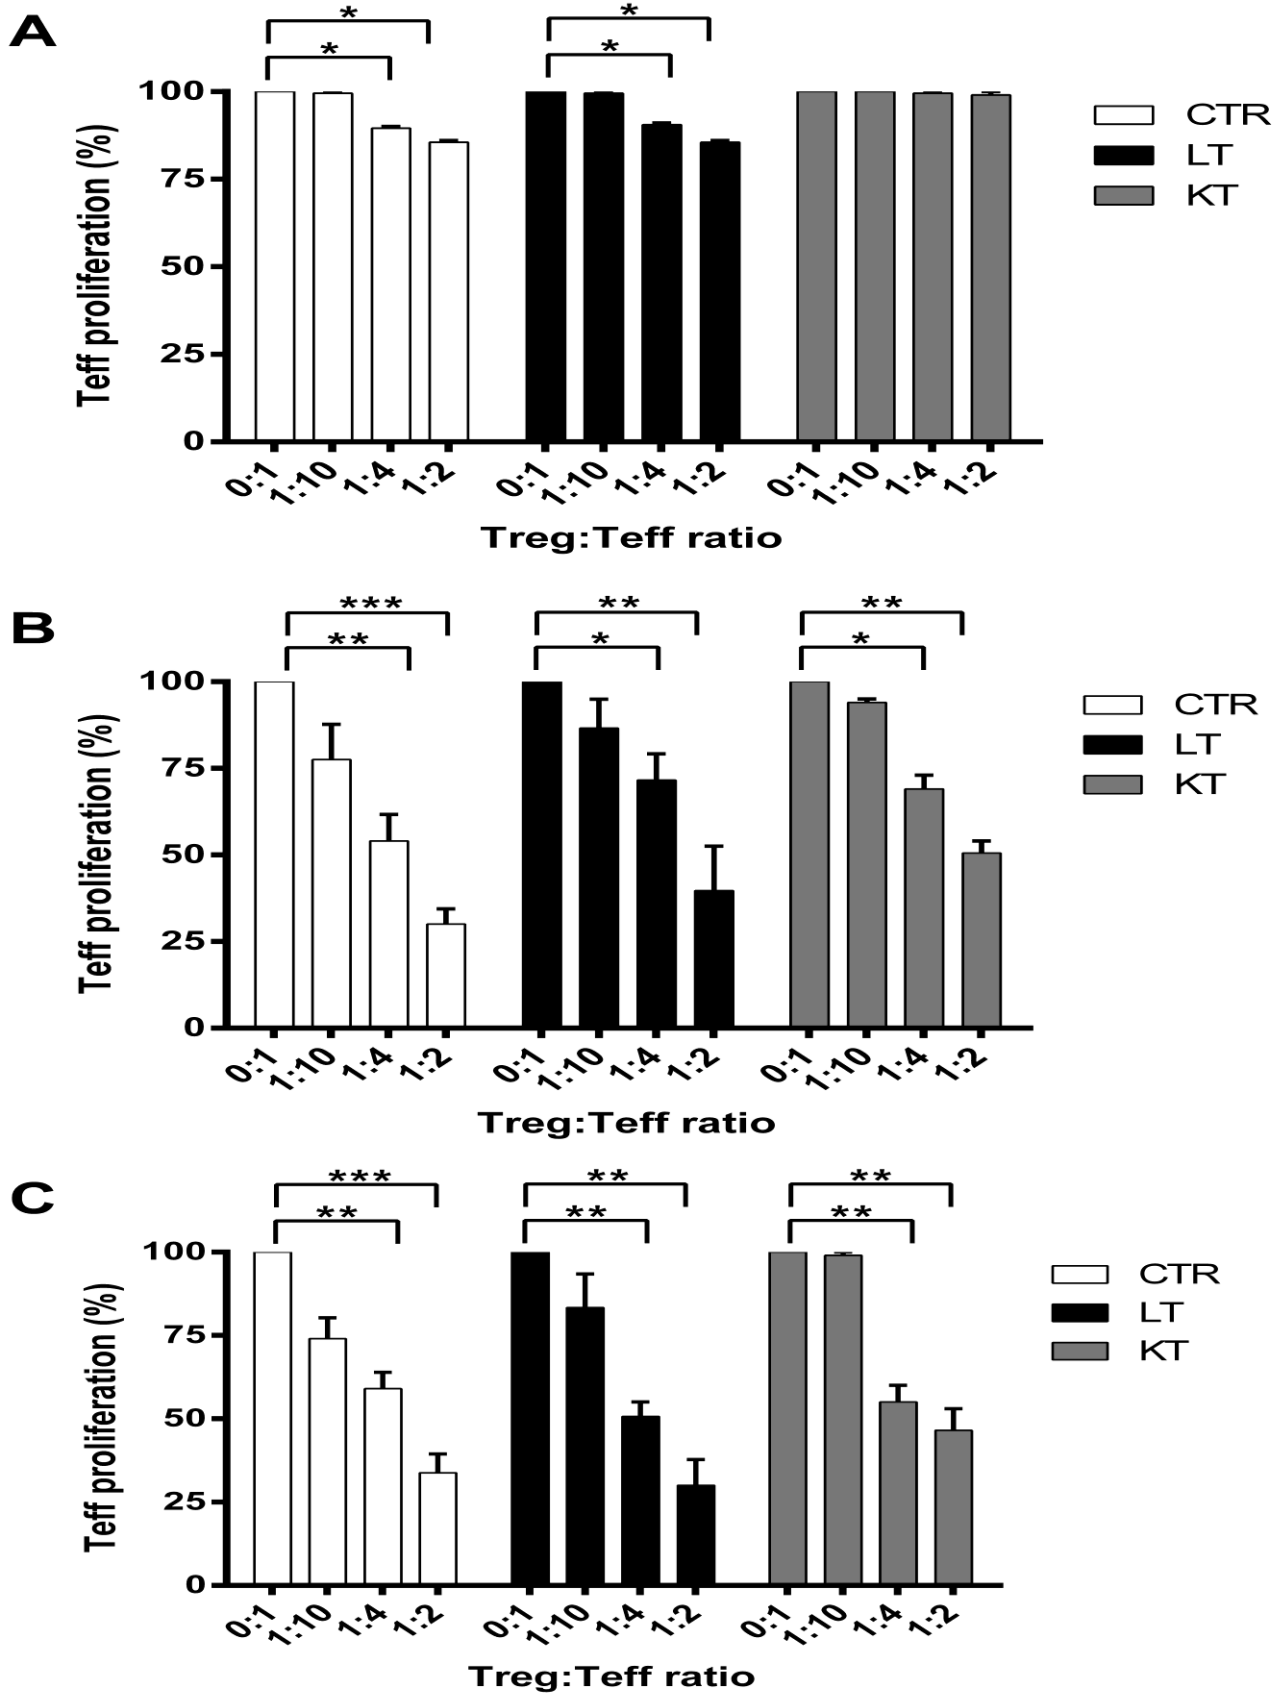 A
* *
* *
100
75
50
25
0
Teff proliferation (%)
0:1 1:10 1:4 1:2 0:1 1:10 1:4 1:2 0:1 1:10 1:4 1:2
Treg:Teff ratio
CTR
LT
KT
B
*** ** **
** * *
100
75
50
25
0
Teff proliferation (%)
0:1 1:10 1:4 1:2 0:1 1:10 1:4 1:2 0:1 1:10 1:4 1:2
Treg:Teff ratio
CTR
LT
KT
C
*** ** **
** ** **
100
75
50
25
0
Teff proliferation (%)
0:1 1:10 1:4 1:2 0:1 1:10 1:4 1:2 0:1 1:10 1:4 1:2
Treg:Teff ratio
CTR
LT
KT